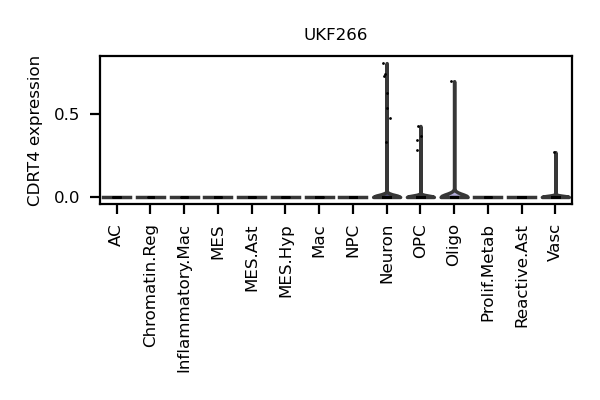 UKF266
CDRT4 expression
0.5
0.0
AC
Chromatin.Reg
Inflammatory.Mac
MES
MES.Ast
MES.Hyp
Mac
NPC
Neuron
OPC
Oligo
Prolif.Metab
Reactive.Ast
Vasc